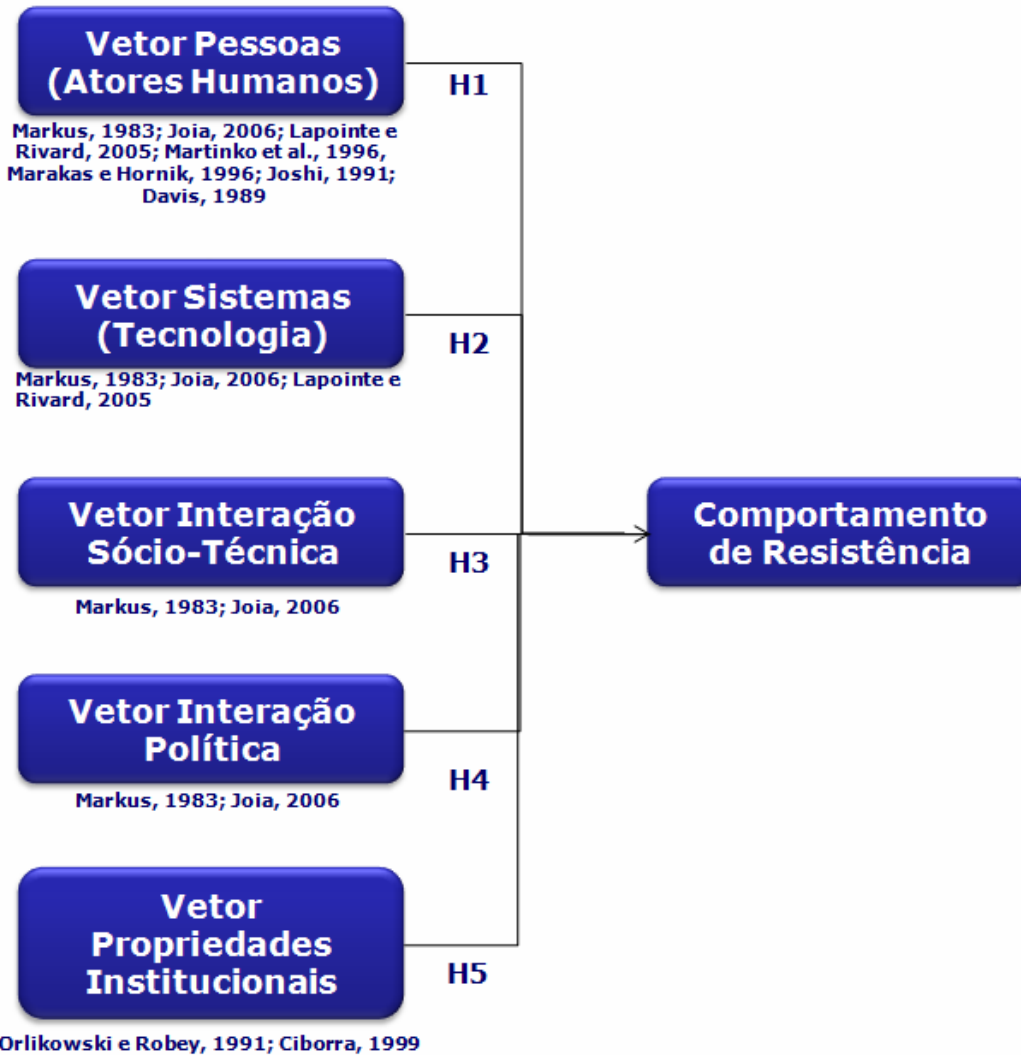 Vetor Pessoas
(Atores Humanos)
H1
Markus, 1983; Joia, 2006; Lapointe e
Rivard, 2005; Martinko et al., 1996,
Marakas e Hornik, 1996; Joshi, 1991;
Davis, 1989
Vetor Sistemas
(Tecnologia)
H2
Markus, 1983; Joia, 2006; Lapointe e
Rivard, 2005
Vetor Interação
Sócio-Técnica
H3
Markus, 1983; Joia, 2006
Comportamento
de Resistência
Vetor Interação
Política
H4
Markus, 1983; Joia, 2006
Vetor
Propriedades
Institucionais
H5
Orlikowski e Robey, 1991; Ciborra, 1999